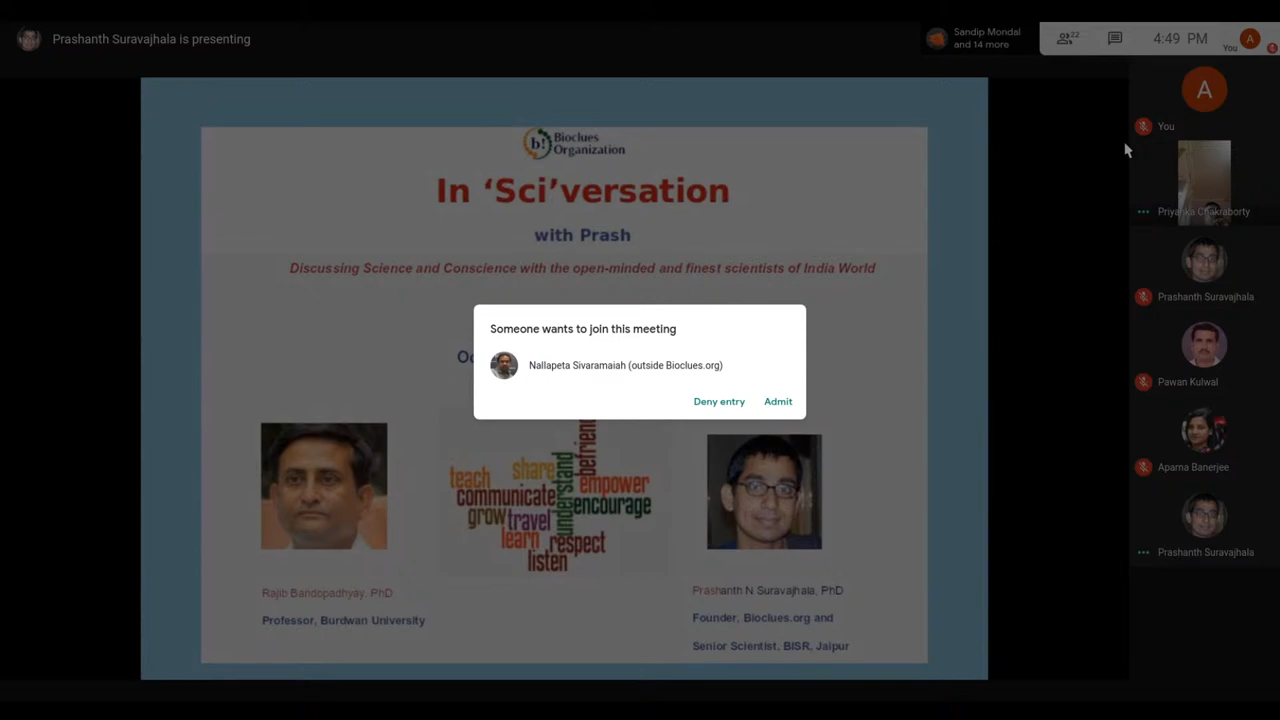 Prashanth Suravajhala is presenting
Sandip Mondal
and 14 more
22
4:49 PM
You
A
A
You
Priyanka Chakraborty
Prashanth Suravajhala
Pawan Kulwal
Aparna Banerjee
Prashanth Suravajhala
b!
Bioclues
Organization
In ‘Sci’versation
with Prash
Discussing Science and Conscience with the open-minded and finest scientists of India World
Someone wants to join this meeting
Nallapeta Sivaramaiah (outside Bioclues.org)
Deny entry Admit
teach
share
communicate
grow
travel
learn
listen
understand
respect
empower
encourage
Rajib Bandopadhyay, PhD
Professor, Burdwan University
Prashanth N Suravajhala, PhD
Founder, Bioclues.org and
Senior Scientist, BISR, Jaipur